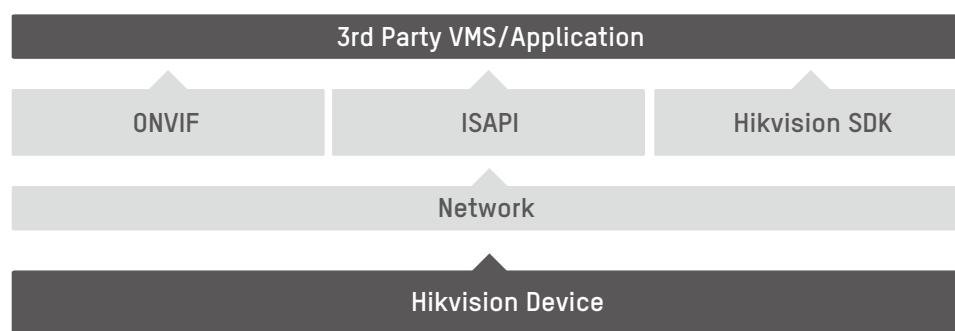 3rd Party VMS/Application
ONVIF
ISAPI
Hikvision SDK
Network
Hikvision Device